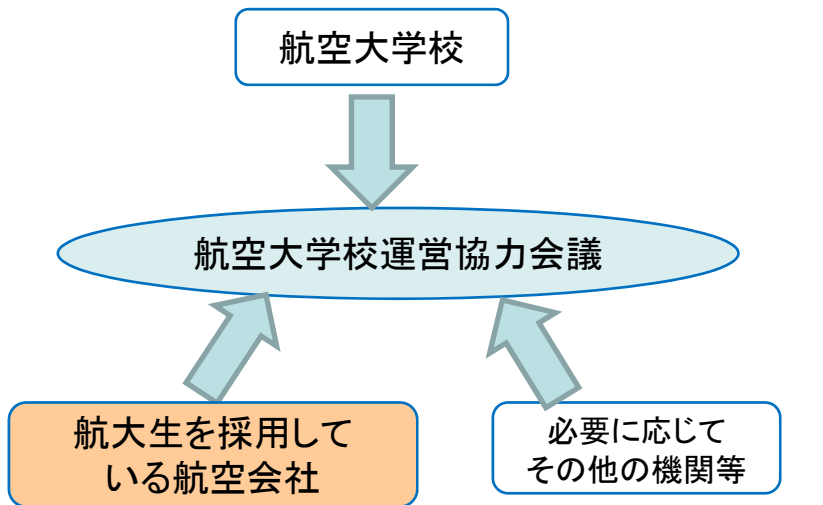 航空大学校
航空大学校運営協力会議
航大生を採用して
いる航空会社
必要に応じて
その他の機関等